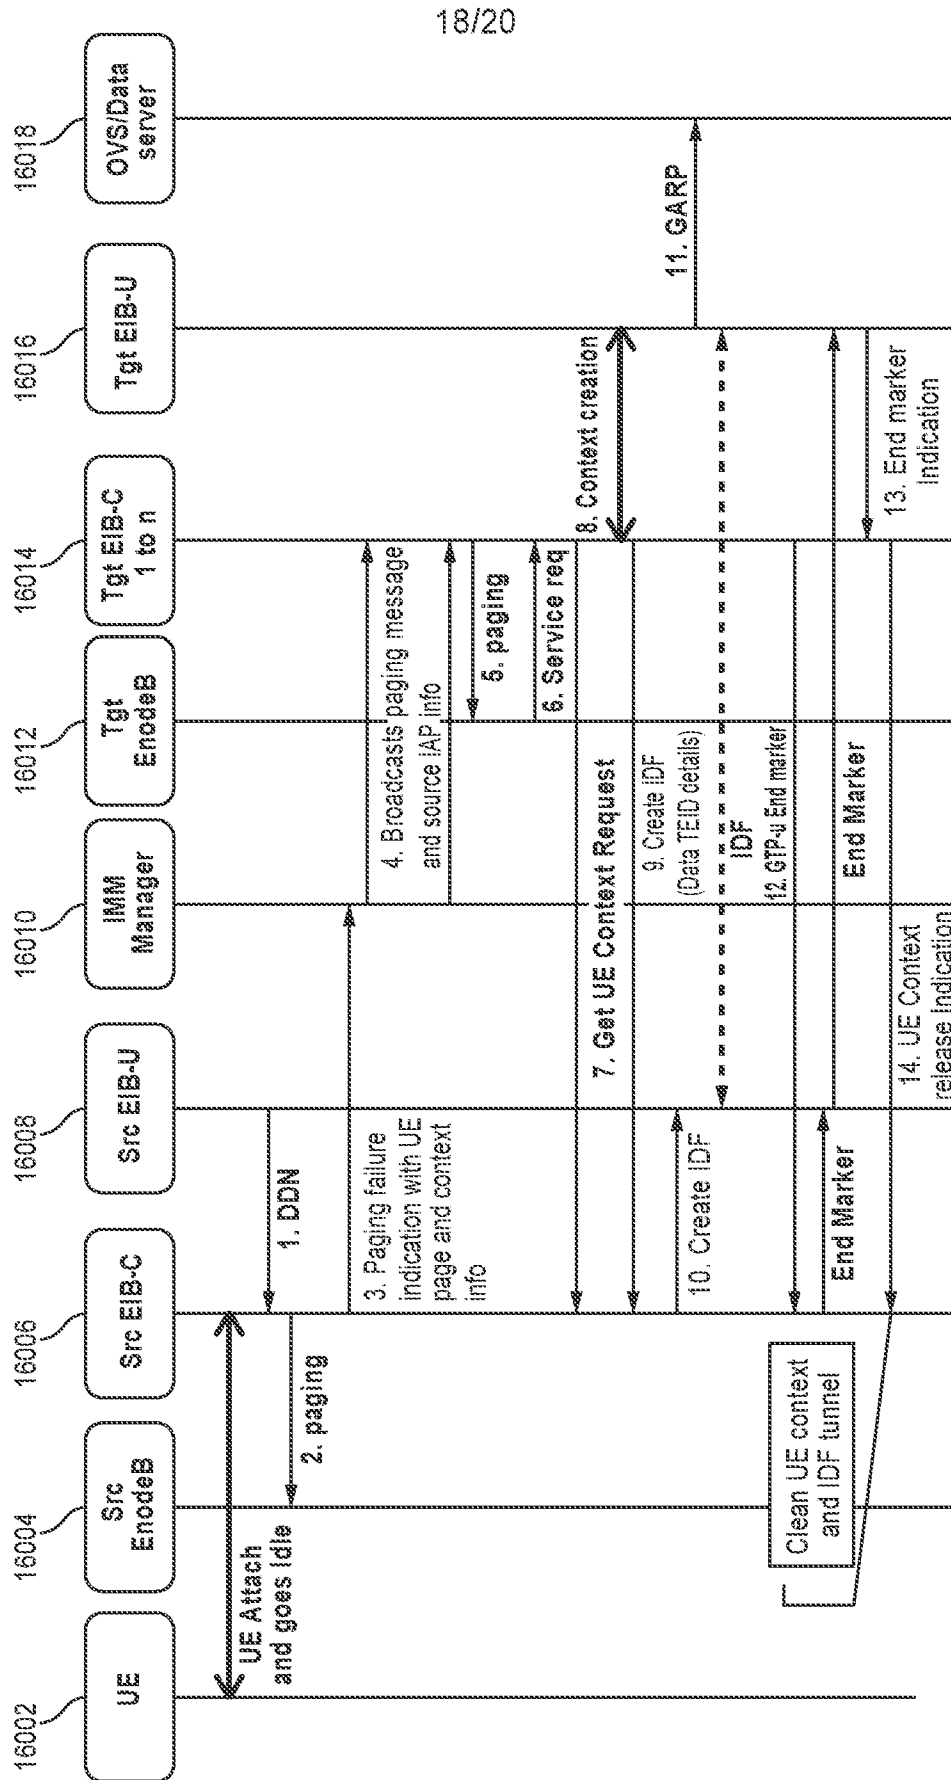 18/20
16002
UE
16004
Src
EnodeB
16006
Src EIB-C
16008
Src EIB-U
16010
IMM
Manager
16012
Tgt
EnodeB
16014
Tgt EIB-C
1 to n
16016
Tgt EIB-U
16018
OVS/Data
server
UE Attach
and goes Idle
1. DDN
2. paging
3. Paging failure
indication with UE
page and context
info
4. Broadcasts paging message
and source IAP info
5. paging
6. Service req
7. Get UE Context Request
8. Context creation
9. Create IDF
(Data TEID details)
10. Create IDF
11. GARP
IDF
12. GTP-u End marker
End Marker
End Marker
13. End marker
Indication
14. UE Context
release Indication
Clean UE context
and IDF tunnel